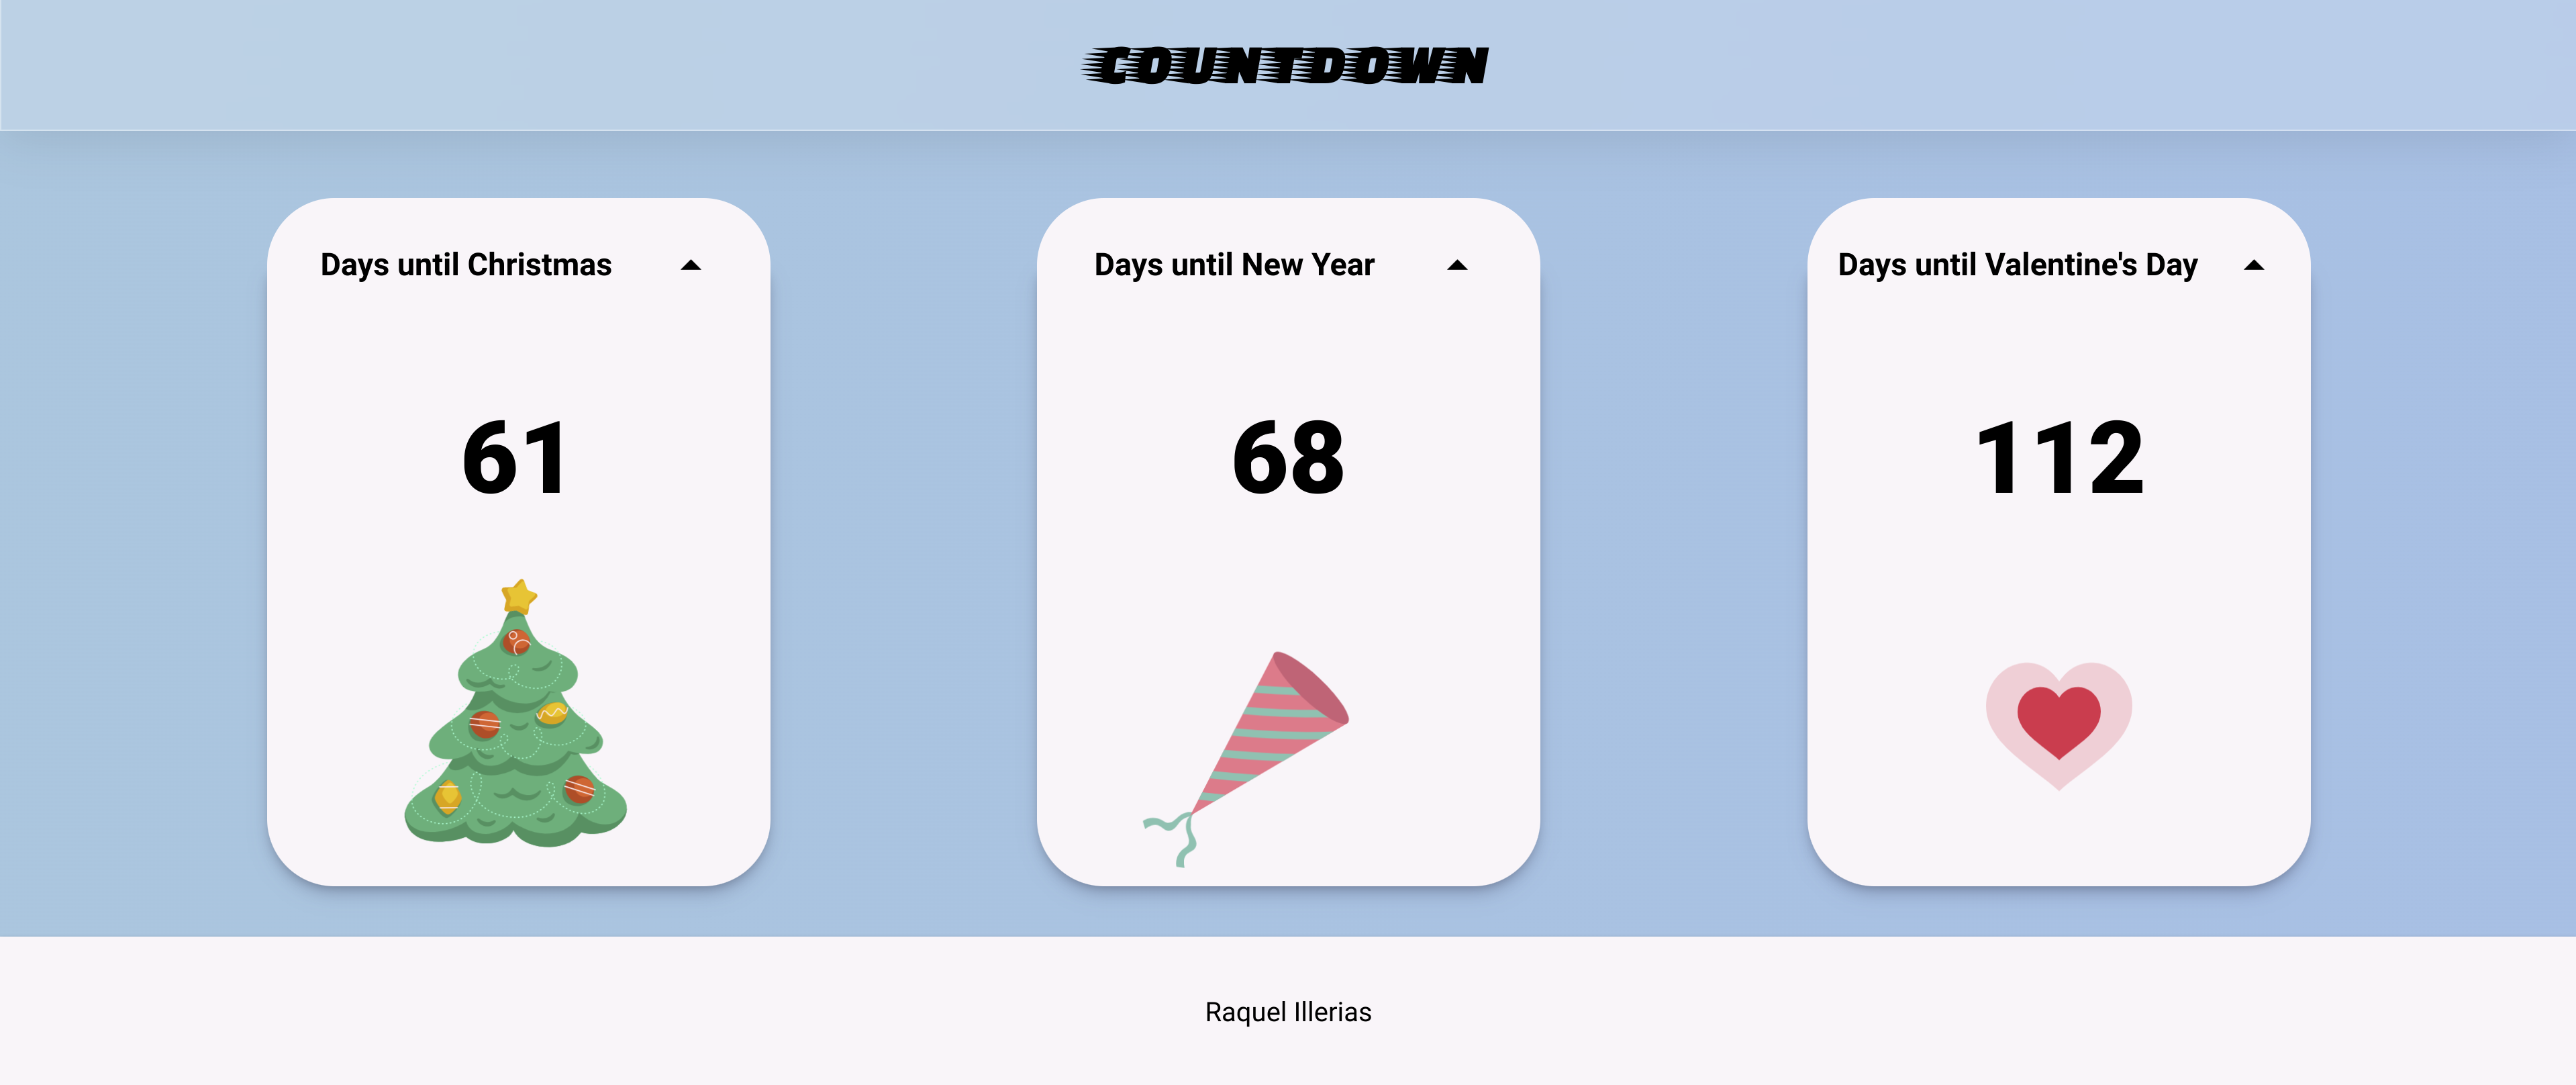 COUNTDOWN
Days until Christmas
61
Days until New Year
68
Days until Valentine's Day
112
Raquel Illerias